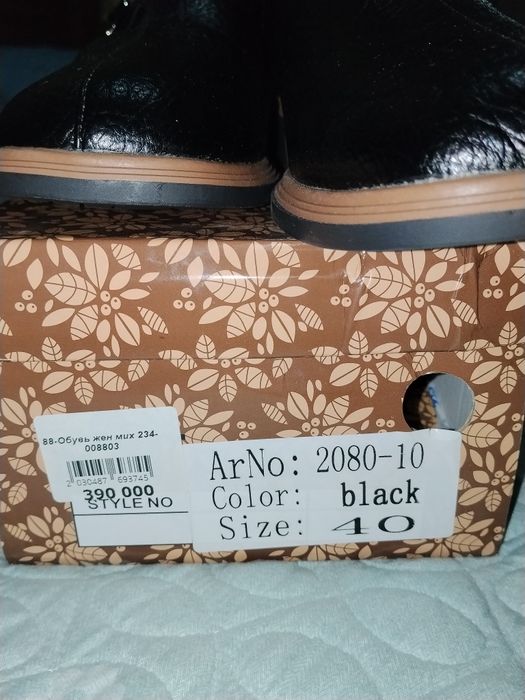 88-Обувь жен мих 234-
008803
2 030487 693745
390 000
STYLE NO
ArNo: 2080-10
Color: black
Size: 40